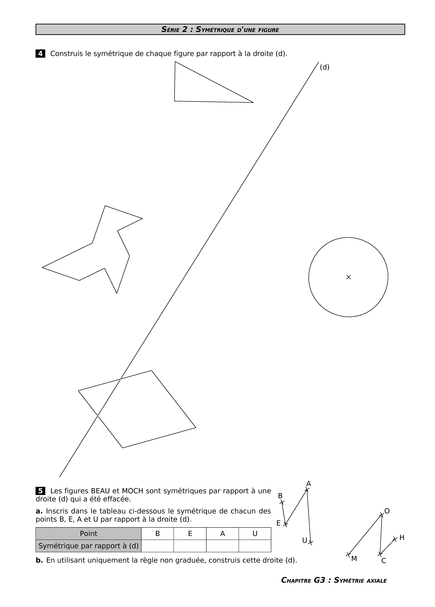 SÉRIE 2 : SYMÉTRIQUE D'UNE FIGURE
4 Construis le symétrique de chaque figure par rapport à la droite (d).
(d)
5 Les figures BEAU et MOCH sont symétriques par rapport à une
droite (d) qui a été effacée.
a. Inscris dans le tableau ci-dessous le symétrique de chacun des
points B, E, A et U par rapport à la droite (d).
Point B E A U
Symétrique par rapport à (d)
b. En utilisant uniquement la règle non graduée, construis cette droite (d).
A
B
E
U
O
H
M
C
CHAPITRE G3 : SYMÉTRIE AXIALE